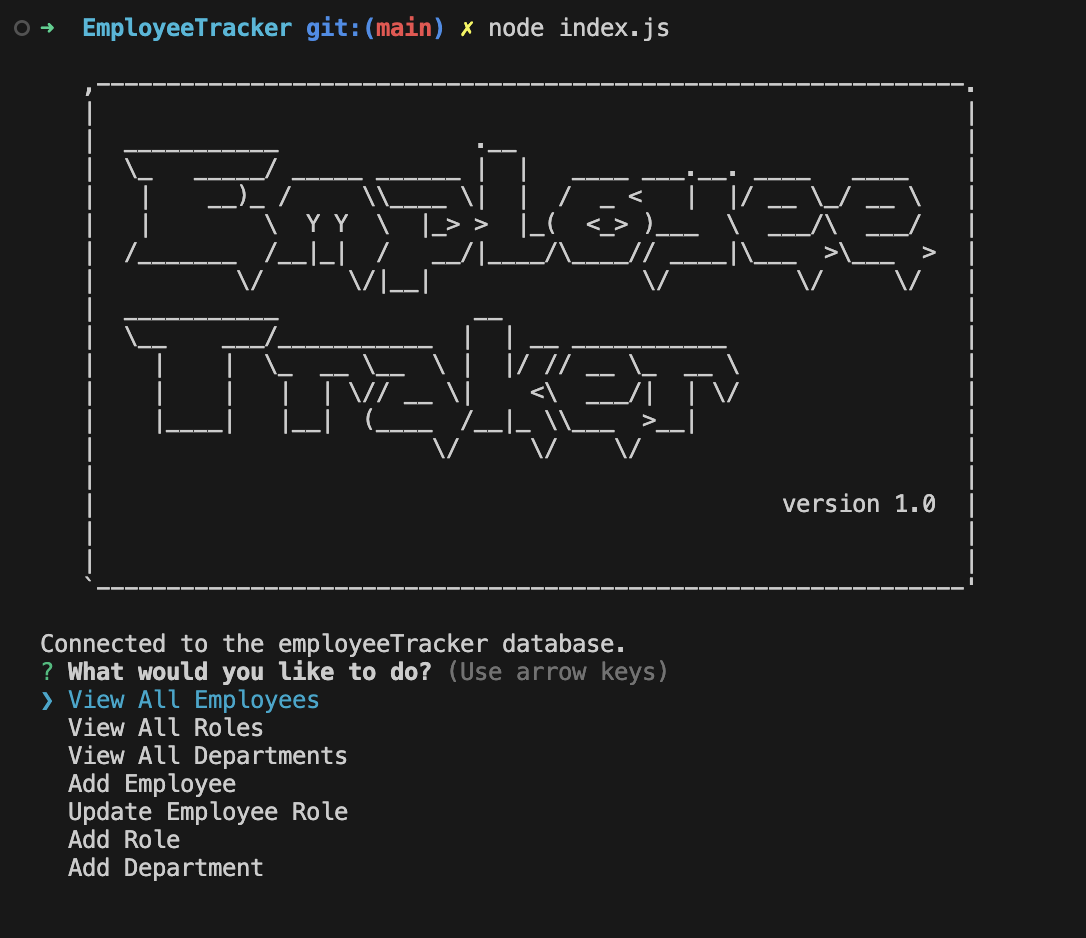 ➜ EmployeeTracker git:(main) ✗ node index.js
Employee
Traker
version 1.0
Connected to the employeeTracker database.
? What would you like to do? (Use arrow keys)
❯ View All Employees
View All Roles
View All Departments
Add Employee
Update Employee Role
Add Role
Add Department